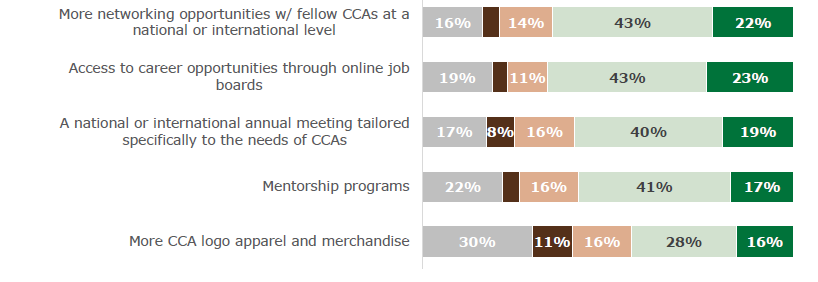 More networking opportunities w/ fellow CCAs at a
national or international level
16% 14% 43% 22%
Access to career opportunities through online job
boards
19% 11% 43% 23%
A national or international annual meeting tailored
specifically to the needs of CCAs
17% 8% 16% 40% 19%
Mentorship programs
22% 16% 41% 17%
More CCA logo apparel and merchandise
30% 11% 16% 28% 16%